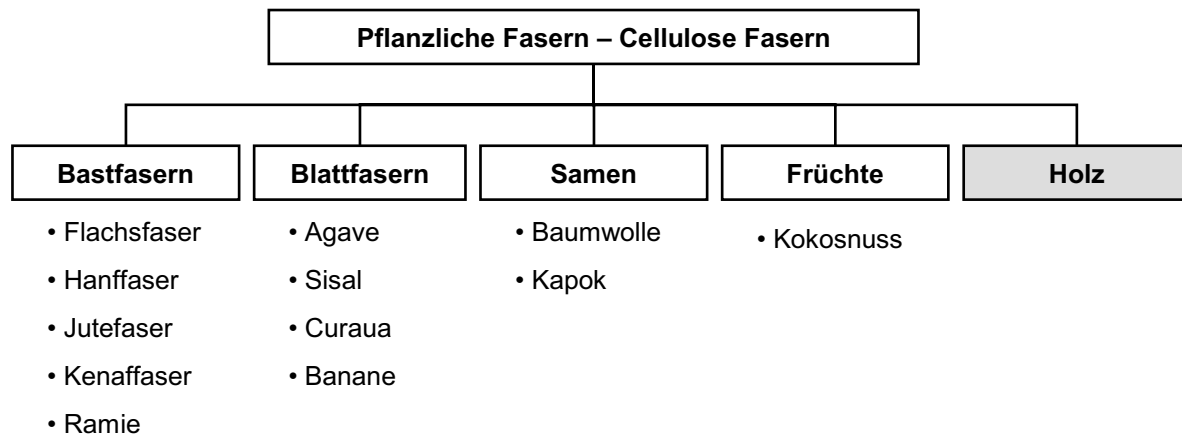 Pflanzliche Fasern – Cellulose Fasern
Bastfasern
• Flachsfaser
• Hanffaser
• Jutefaser
• Kenaffaser
• Ramie
Blattfasern
• Agave
• Sisal
• Curaua
• Banane
Samen
• Baumwolle
• Kapok
Früchte
• Kokosnuss
Holz